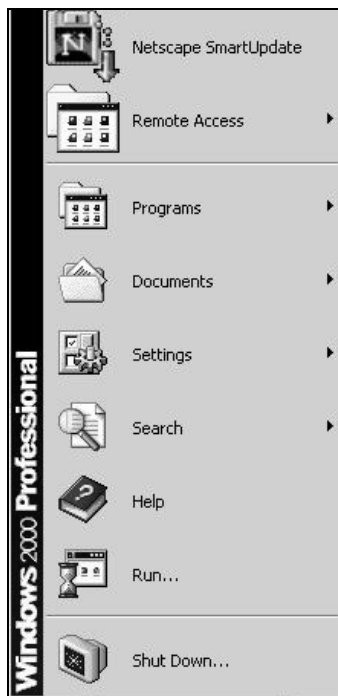 Netscape SmartUpdate
Remote Access
Programs
Documents
Settings
Search
Help
Run...
Shut Down...
Windows 2000 Professional